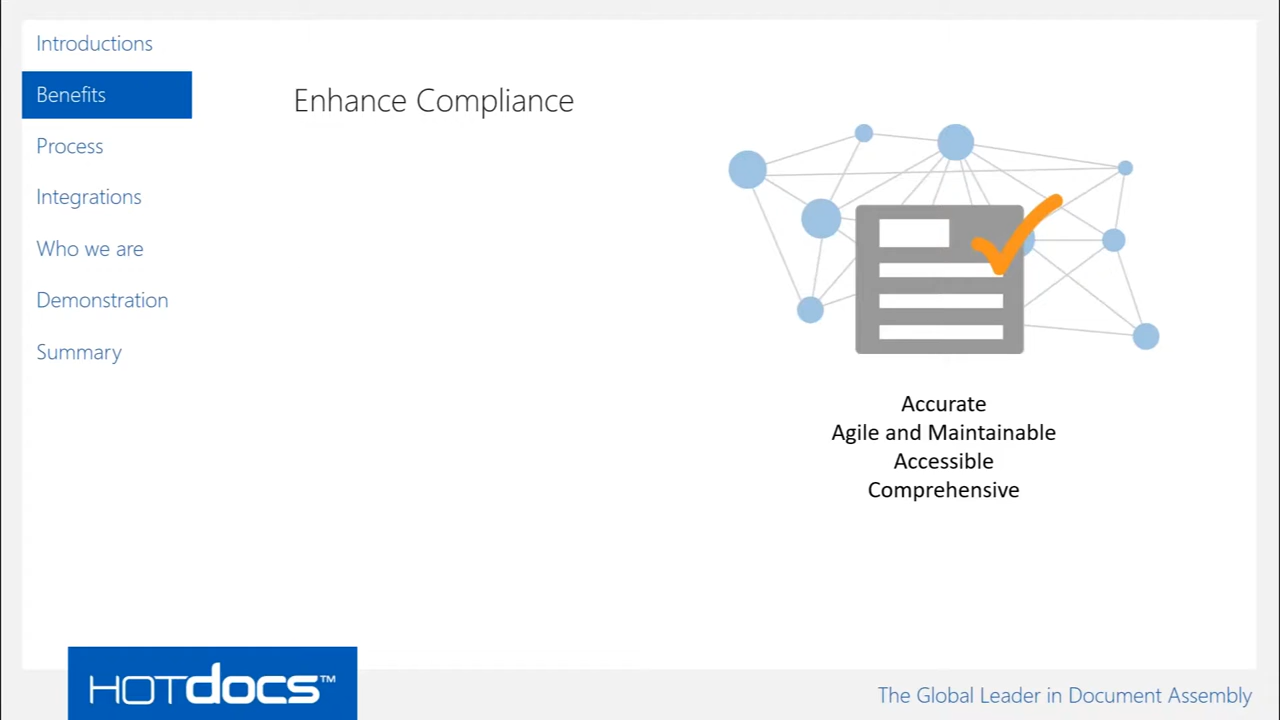 Introductions
Benefits
Process
Integrations
Who we are
Demonstration
Summary
Enhance Compliance
Accurate
Agile and Maintainable
Accessible
Comprehensive
HOTdocs™
The Global Leader in Document Assembly